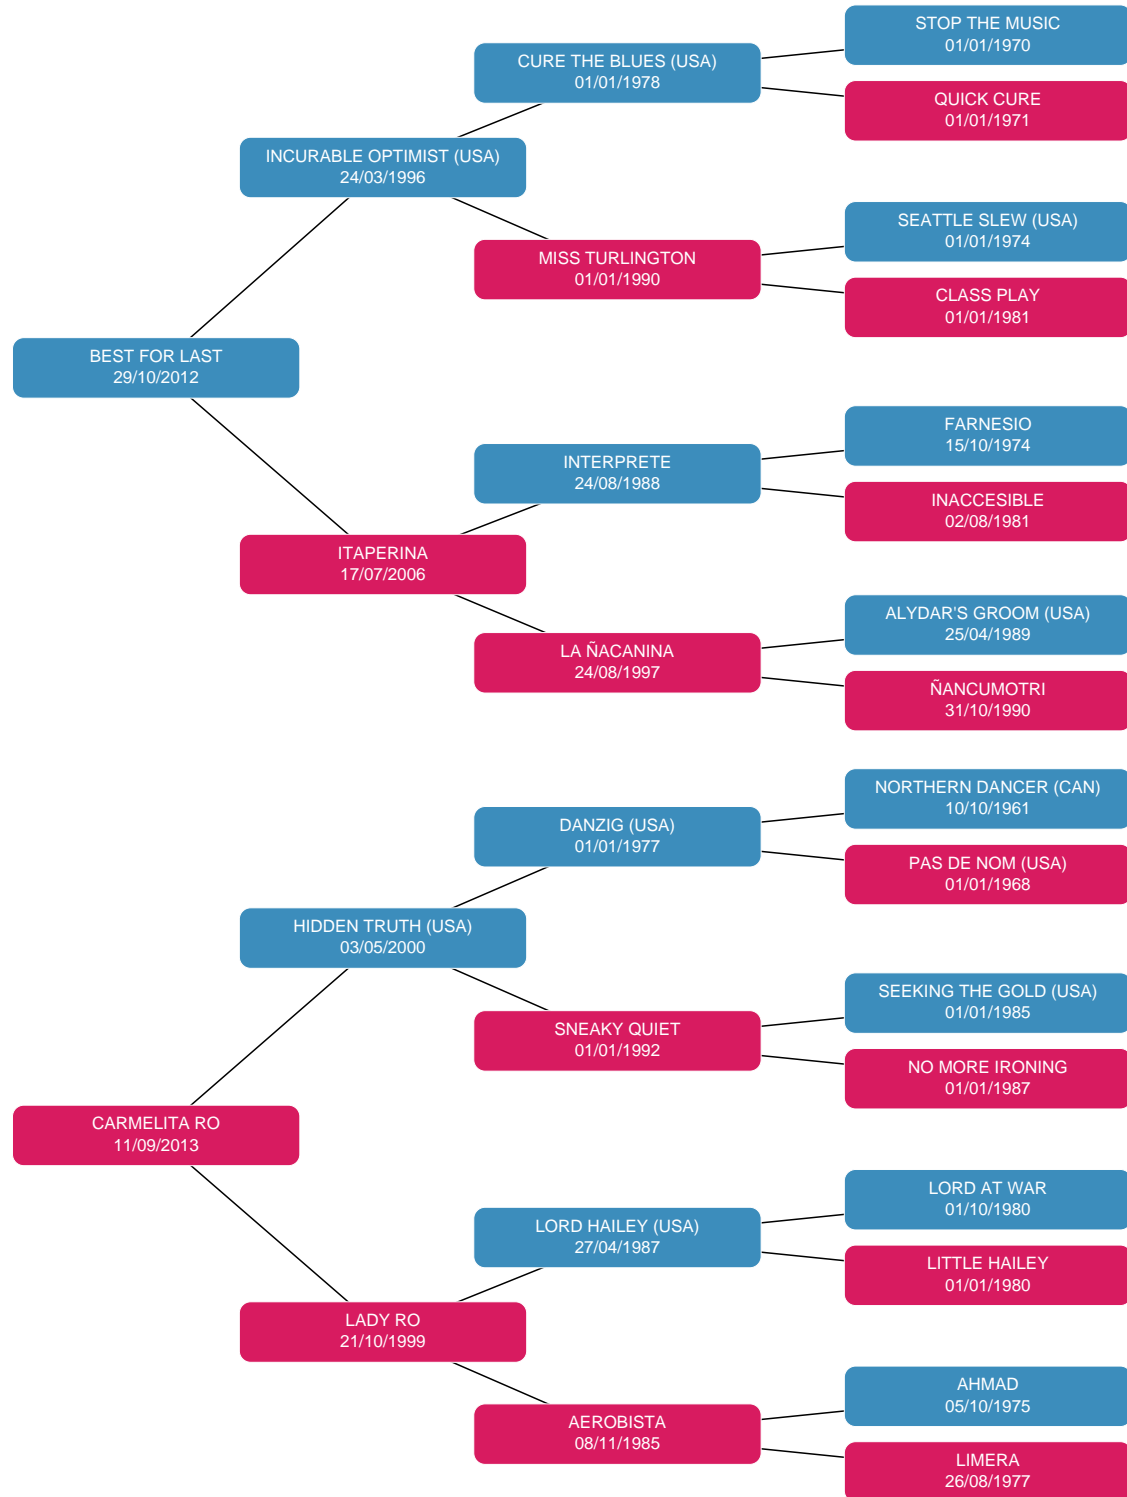 STOP THE MUSIC
01/01/1970
CURE THE BLUES (USA)
01/01/1978
QUICK CURE
01/01/1971
INCURABLE OPTIMIST (USA)
24/03/1996
SEATTLE SLEW (USA)
01/01/1974
MISS TURLINGTON
01/01/1990
CLASS PLAY
01/01/1981
BEST FOR LAST
29/10/2012
FARNESIO
15/10/1974
INTERPRETE
24/08/1988
INACCESIBLE
02/08/1981
ITAPERINA
17/07/2006
ALYDAR'S GROOM (USA)
25/04/1989
LA ÑACANINA
24/08/1997
ÑANCUMOTRI
31/10/1990
NORTHERN DANCER (CAN)
10/10/1961
DANZIG (USA)
01/01/1977
PAS DE NOM (USA)
01/01/1968
HIDDEN TRUTH (USA)
03/05/2000
SEEKING THE GOLD (USA)
01/01/1985
SNEAKY QUIET
01/01/1992
NO MORE IRONING
01/01/1987
CARMELITA RO
11/09/2013
LORD AT WAR
01/10/1980
LORD HAILEY (USA)
27/04/1987
LITTLE HAILEY
01/01/1980
LADY RO
21/10/1999
AHMAD
05/10/1975
AEROBISTA
08/11/1985
LIMERA
26/08/1977